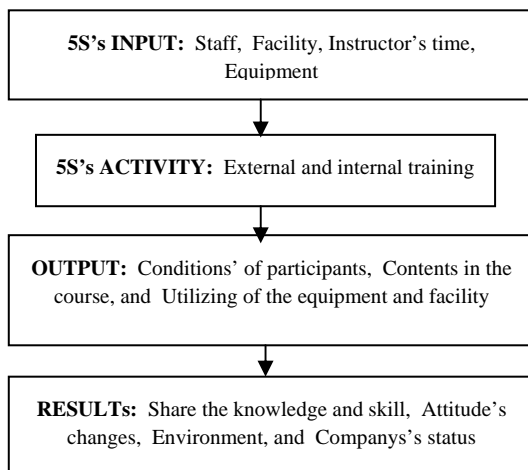 5S's INPUT: Staff, Facility, Instructor's time,
Equipment
5S's ACTIVITY: External and internal training
OUTPUT: Conditions' of participants, Contents in the
course, and Utilizing of the equipment and facility
RESULTs: Share the knowledge and skill, Attitude's
changes, Environment, and Companys's status